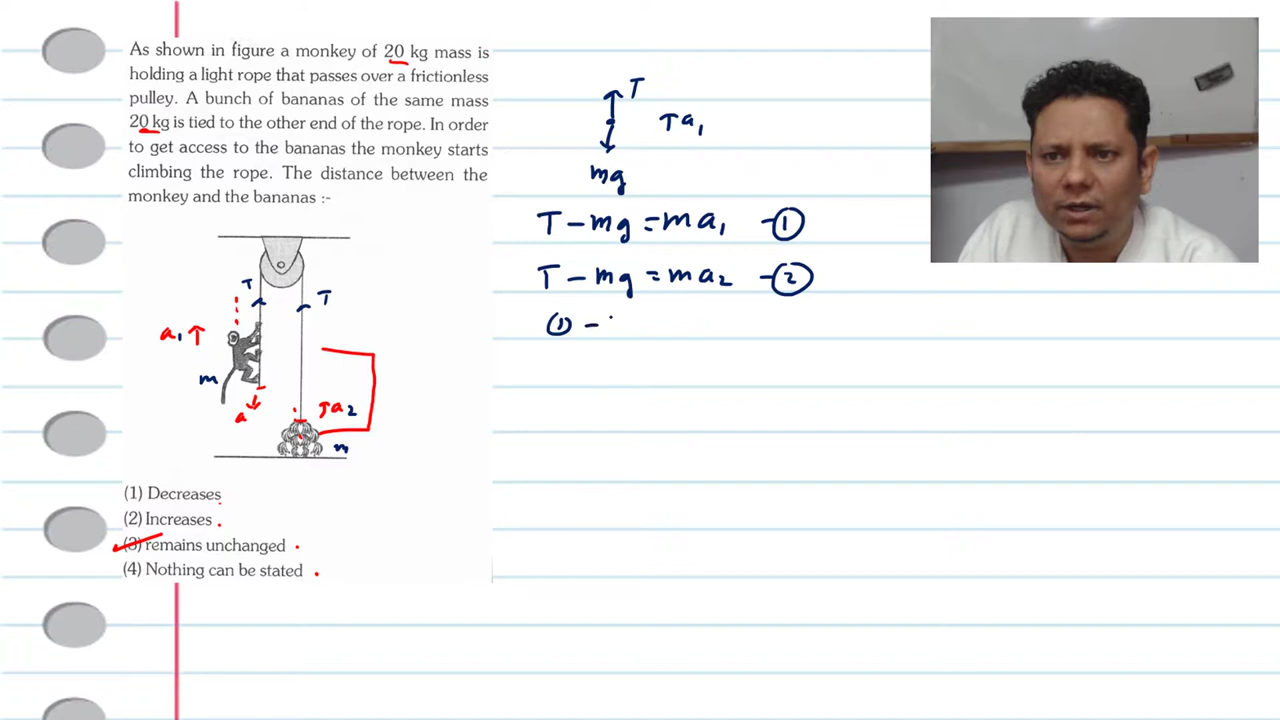 As shown in figure a monkey of 20 kg mass is
holding a light rope that passes over a frictionless
pulley. A bunch of bananas of the same mass
20 kg is tied to the other end of the rope. In order
to get access to the bananas the monkey starts
climbing the rope. The distance between the
monkey and the bananas :-
T
T
a₁ ↑
m
a
↑a₂
m
(1) Decreases
(2) Increases
(3) remains unchanged
(4) Nothing can be stated
T
↑a₁
mg
T - mg = ma₁ - ①
T - mg = ma₂ - ②
① -